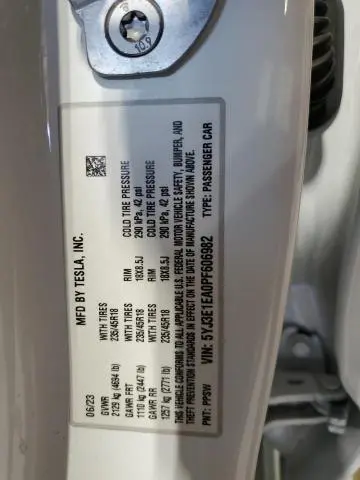 10.9
MFD BY TESLA, INC.
06/23
GVWR WITH TIRES RIM COLD TIRE PRESSURE
2129 kg (4694 lb) 235/45R18 18X8.5J 290 kPa, 42 psi
GAWR FRT WITH TIRES RIM COLD TIRE PRESSURE
1110 kg (2447 lb) 235/45R18 18X8.5J 290 kPa, 42 psi
GAWR RR
1257 kg (2771 lb)
THIS VEHICLE CONFORMS TO ALL APPLICABLE U.S. FEDERAL MOTOR VEHICLE SAFETY, BUMPER, AND
THEFT PREVENTION STANDARDS IN EFFECT ON THE DATE OF MANUFACTURE SHOWN ABOVE.
VIN: 5YJ3E1EA0PF606982
PNT: PPSW TYPE: PASSENGER CAR